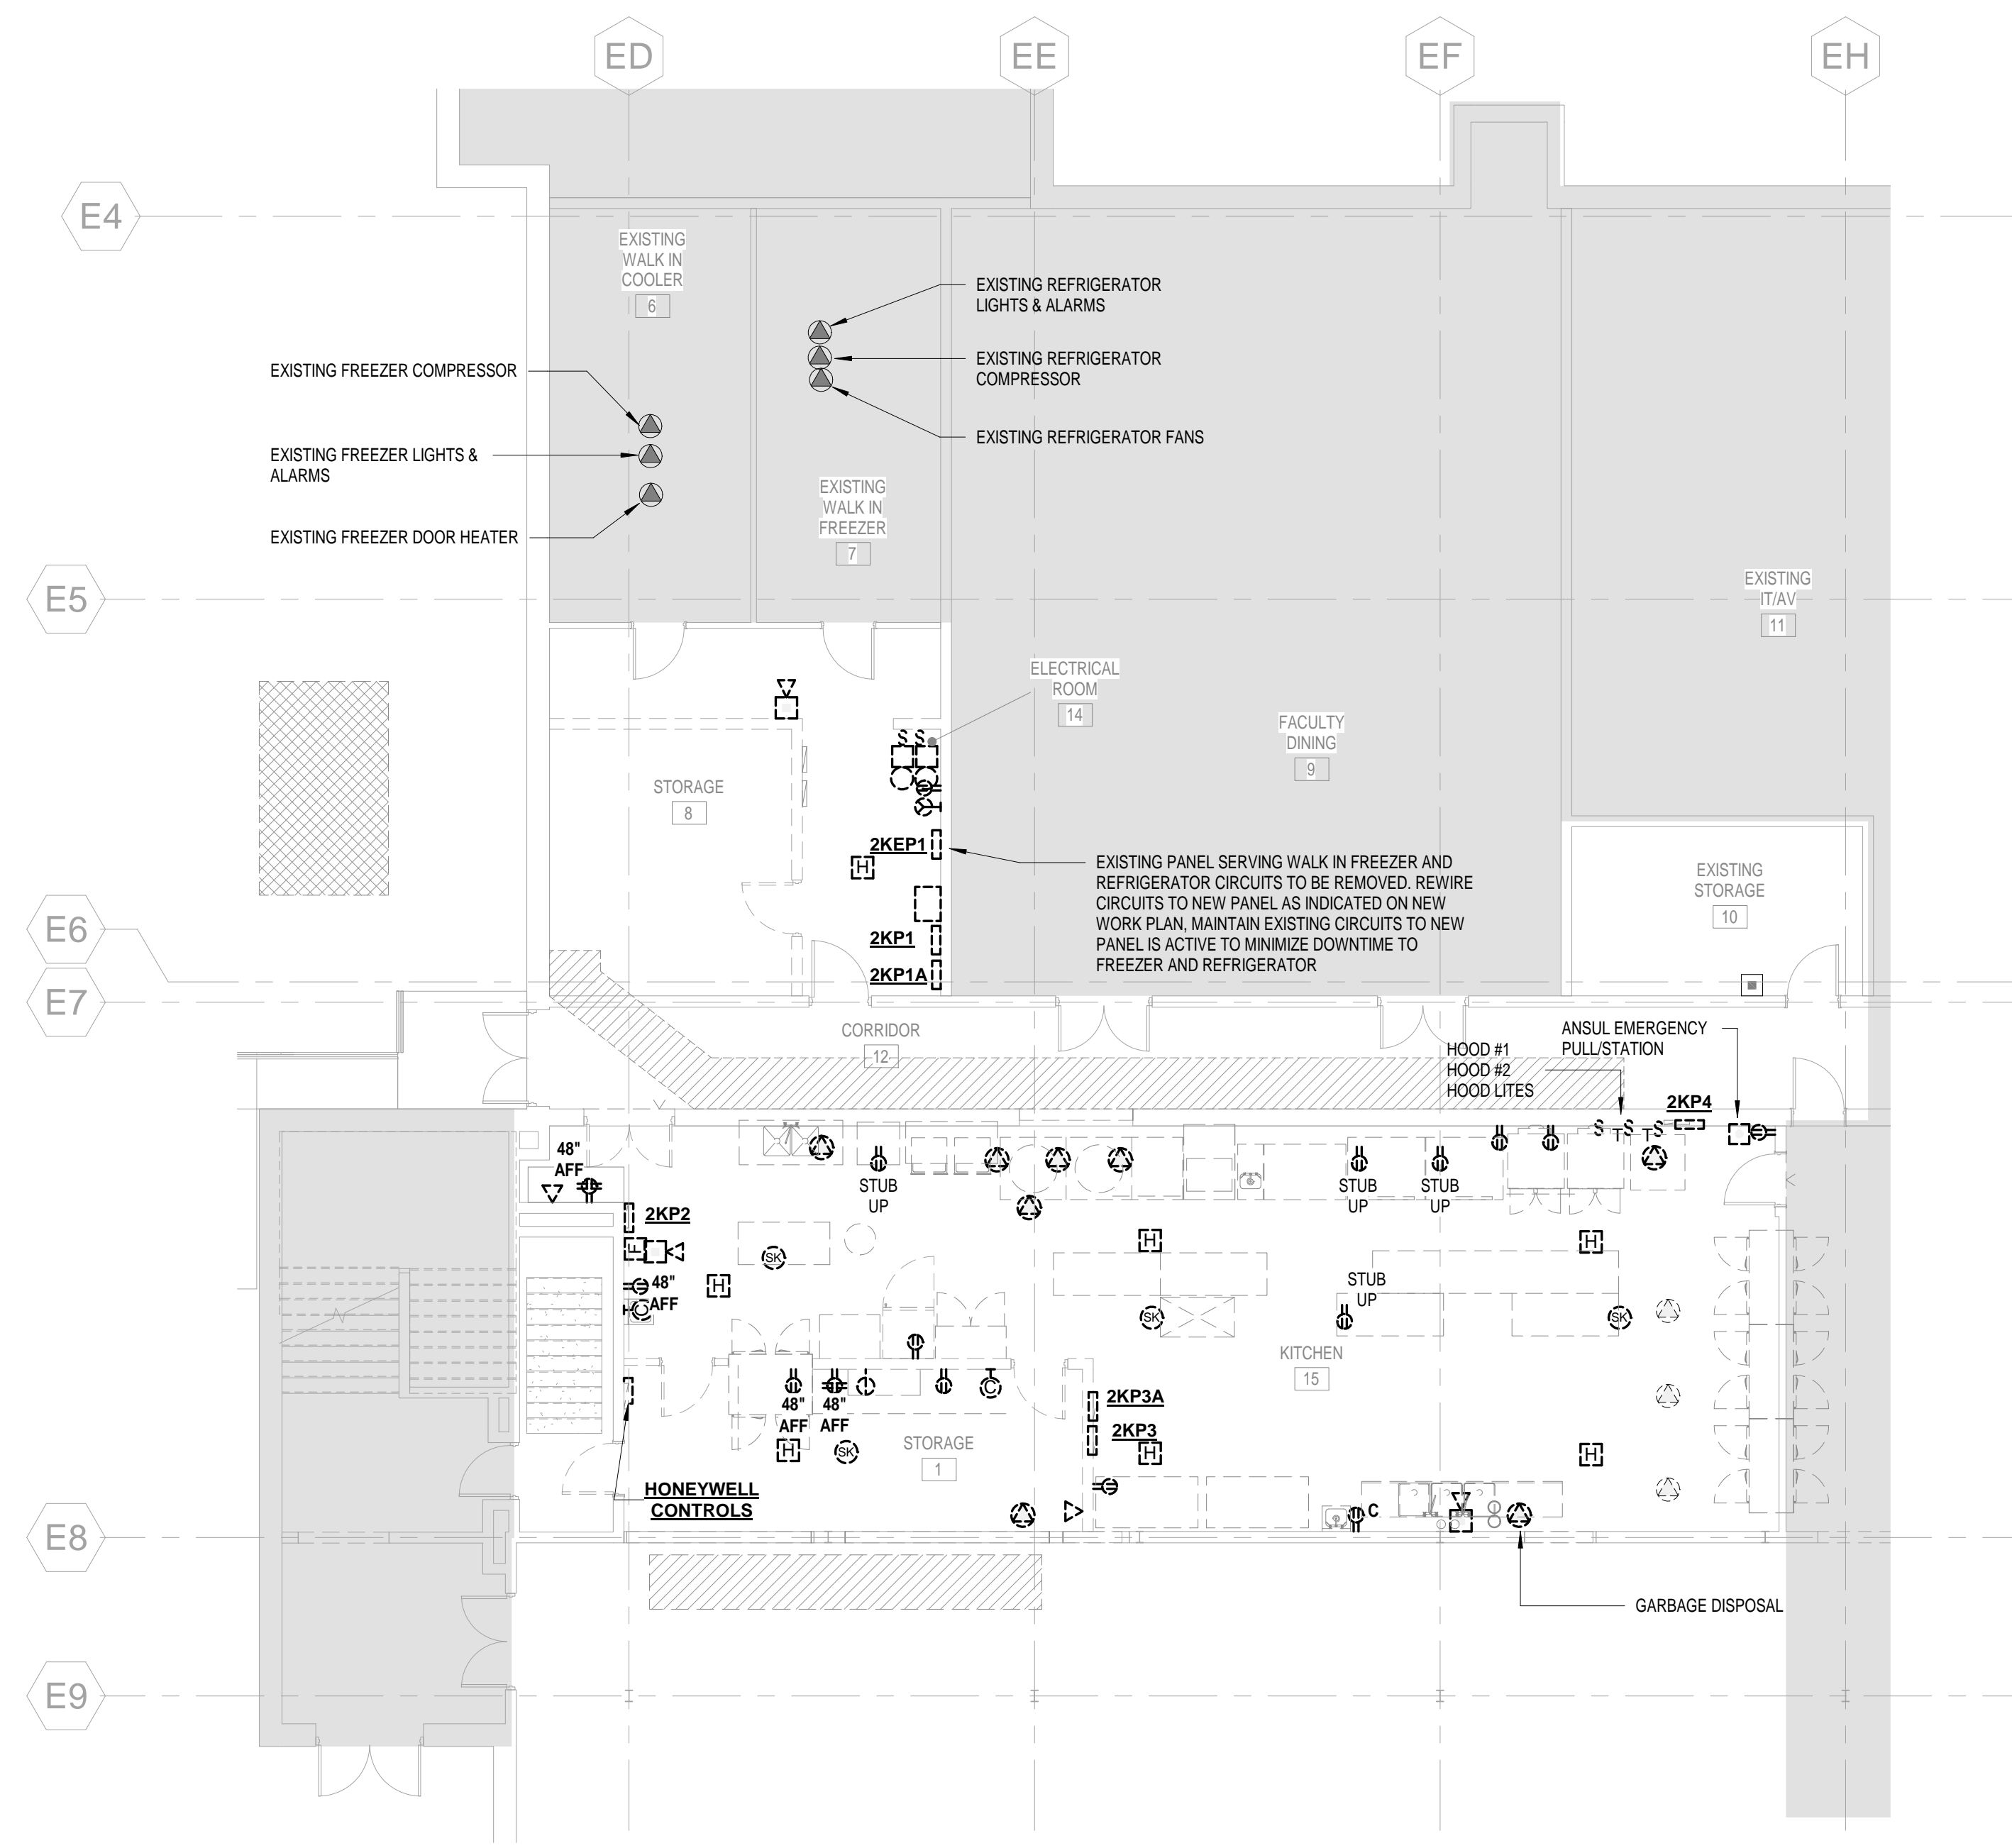 ED
EE
EF
EH
E4
EXISTING
WALK IN
COOLER
6
EXISTING REFRIGERATOR
LIGHTS & ALARMS
EXISTING REFRIGERATOR
COMPRESSOR
EXISTING FREEZER COMPRESSOR
EXISTING REFRIGERATOR FANS
EXISTING FREEZER LIGHTS &
ALARMS
EXISTING
WALK IN
FREEZER
7
EXISTING FREEZER DOOR HEATER
E5
EXISTING
IT/AV
11
ELECTRICAL
ROOM
14
FACULTY
DINING
9
S S
STORAGE
8
2KEP1
H
EXISTING PANEL SERVING WALK IN FREEZER AND
REFRIGERATOR CIRCUITS TO BE REMOVED. REWIRE
CIRCUITS TO NEW PANEL AS INDICATED ON NEW
WORK PLAN, MAINTAIN EXISTING CIRCUITS TO NEW
PANEL IS ACTIVE TO MINIMIZE DOWNTIME TO
FREEZER AND REFRIGERATOR
EXISTING
STORAGE
10
E6
2KP1
2KP1A
E7
CORRIDOR
12
ANSUL EMERGENCY
PULL/STATION
HOOD #1
HOOD #2
HOOD LITES
2KP4
S T S T S
48"
AFF
STUB
UP
STUB
UP
STUB
UP
2KP2
F
H
H
SK
48"
AFF
C
H
STUB
UP
SK
SK
KITCHEN
15
C
48"
AFF
48"
AFF
2KP3A
2KP3
H
SK
STORAGE
1
H
H
HONEYWELL
CONTROLS
C
E8
GARBAGE DISPOSAL
E9